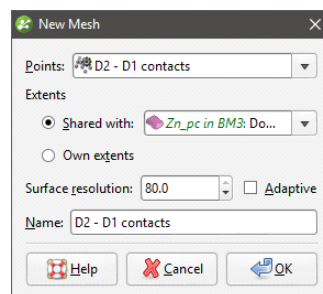 New Mesh
Points: D2 - D1 contacts
Extents
Shared with: Zn_pc in BM3: Do...
Own extents
Surface resolution: 80.0 Adaptive
Name: D2 - D1 contacts
Help Cancel OK